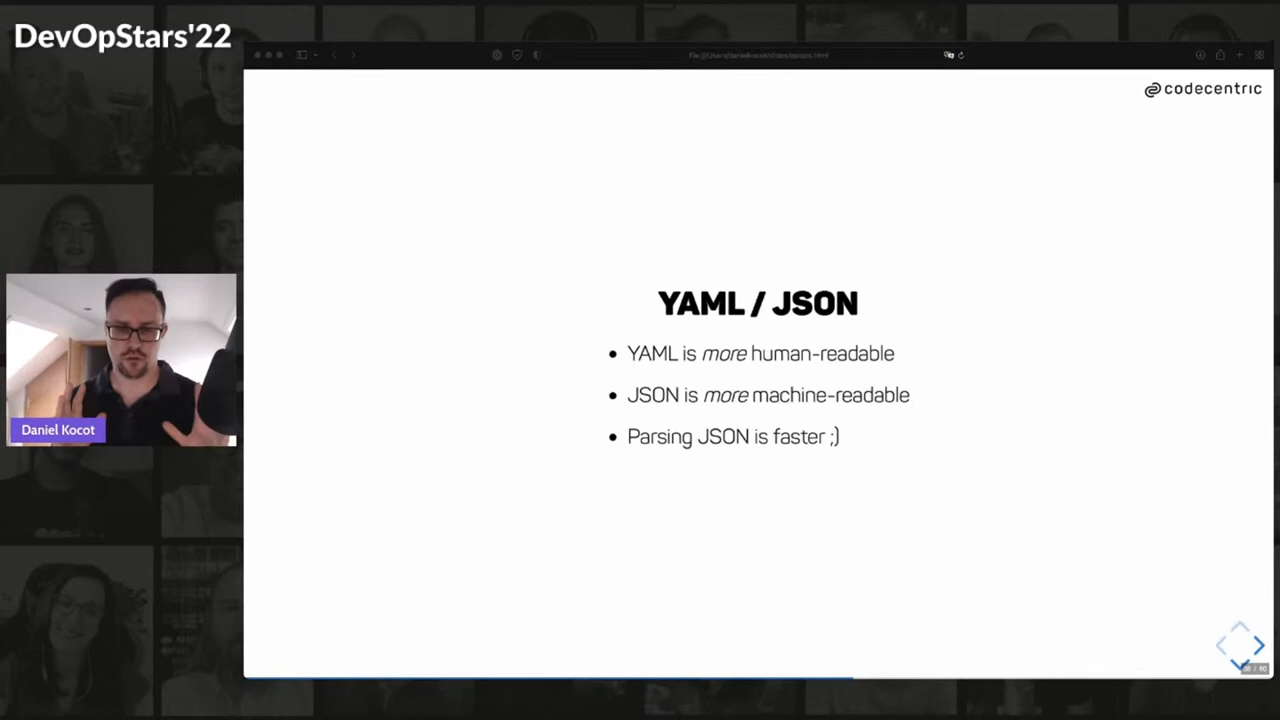 DevOpStars'22
codecentric
YAML / JSON
YAML is more human-readable
JSON is more machine-readable
Parsing JSON is faster ;)
Daniel Kocot